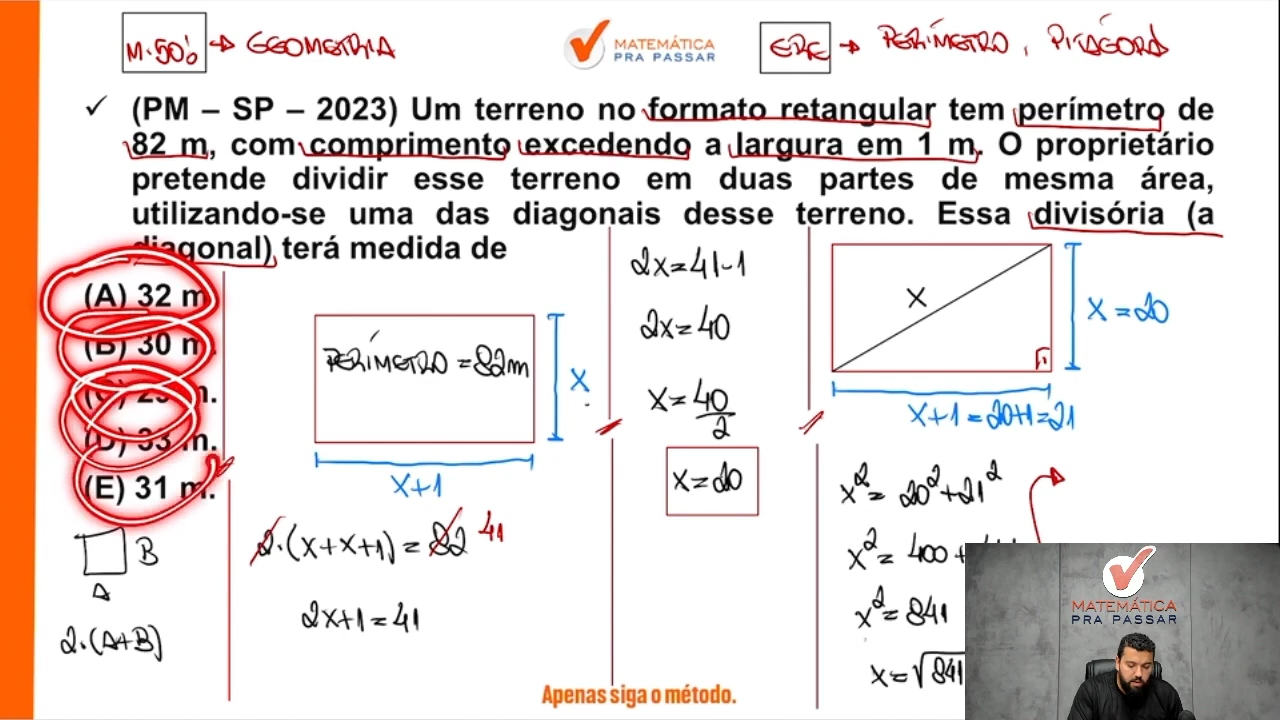 M.50% → GEOMETRIA
MATEMÁTICA
PRA PASSAR
→ PERÍMETRO, PITÁGORA
✓ (PM – SP – 2023) Um terreno no formato retangular tem perímetro de
82 m, com comprimento excedendo a largura em 1 m. O proprietário
pretende dividir esse terreno em duas partes de mesma área,
utilizando-se uma das diagonais desse terreno. Essa divisória (a
diagonal) terá medida de
(A) 32 m
(B) 30 m.
m.
(D) 33 m.
(E) 31 m.
B
A
2.(A+B)
PERÍMETRO = 82m
x
x+1
2.(x+x+1) = 82 41
2x+1=41
2x=41-1
2x=40
x=40
2
x=20
x
x=20
x+1=20+1=21
x²= 20²+21²
x²= 400+
x²= 841
x=√841
MATEMÁTICA
PRA PASSAR
Apenas siga o método.